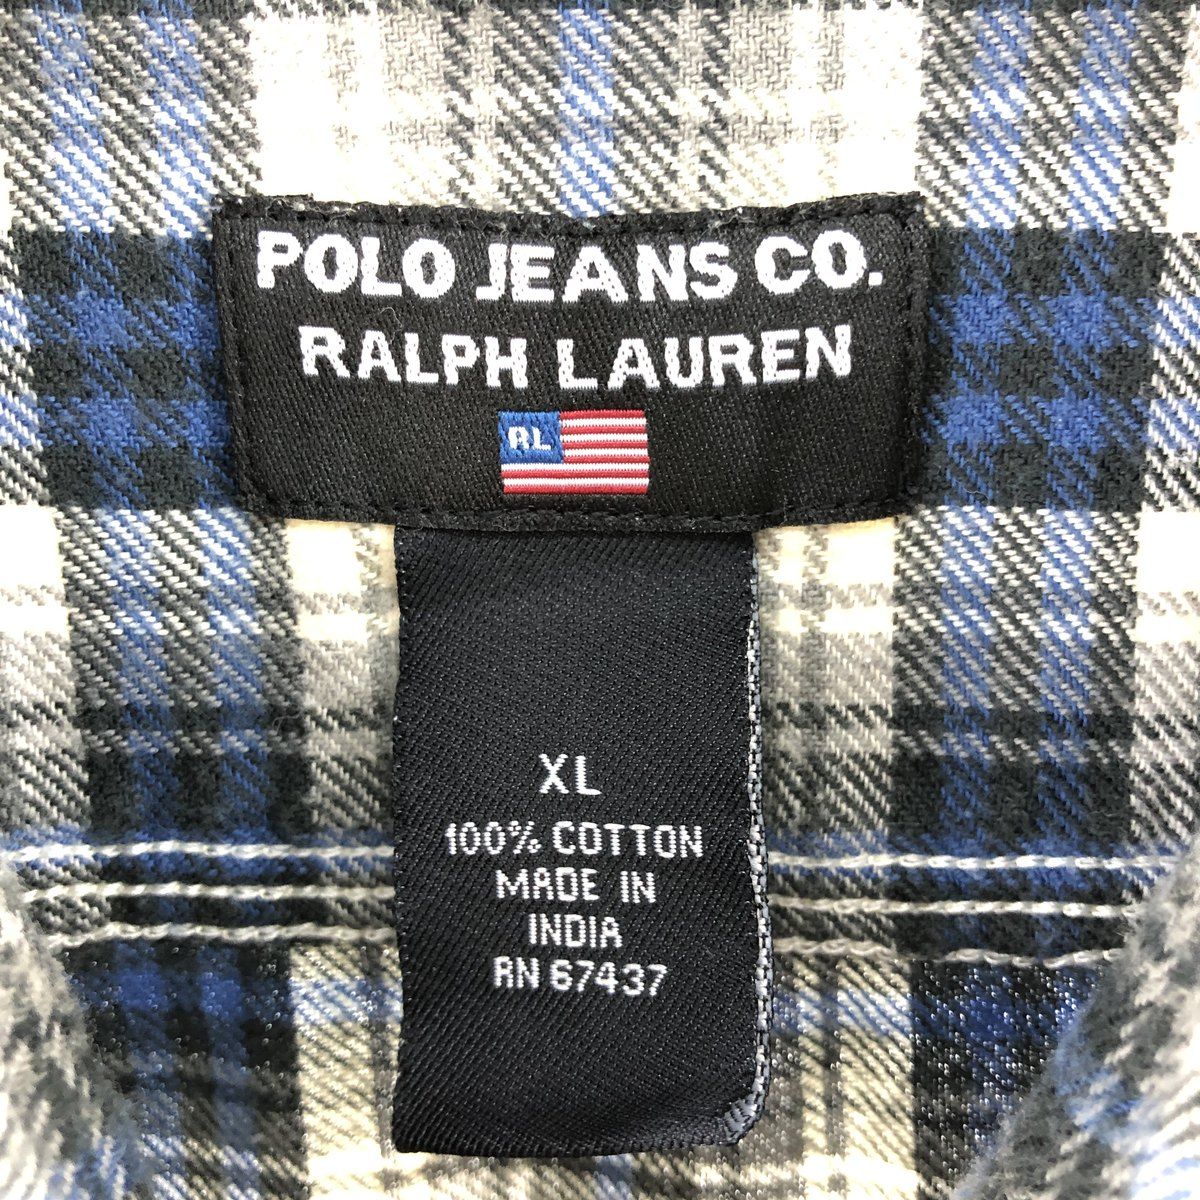 POLO JEANS CO.
RALPH LAUREN
RL
XL
100% COTTON
MADE IN
INDIA
RN 67437